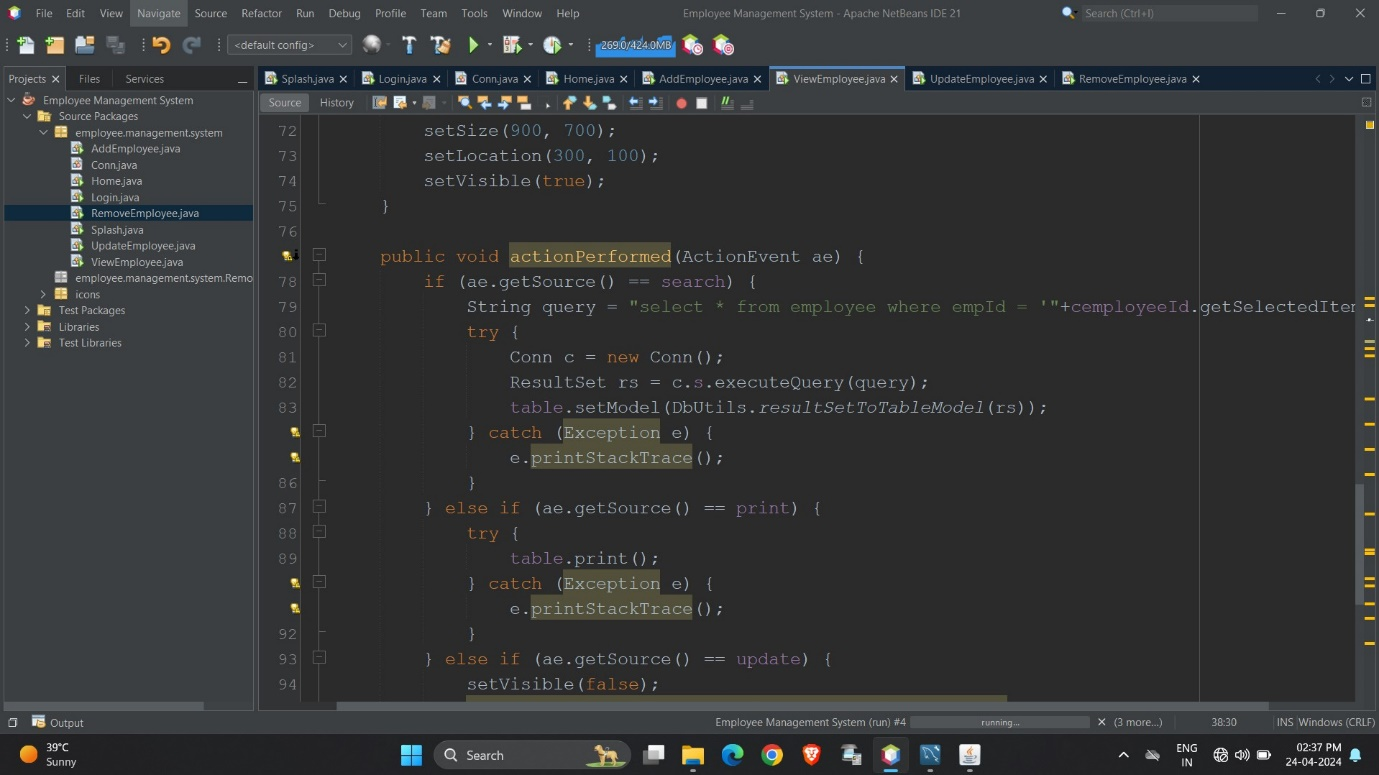 File Edit View Navigate Source Refactor Run Debug Profile Team Tools Window Help Employee Management System - Apache NetBeans IDE 21 Search (Ctrl+I)
<default config> 269.0/424.0MB
Projects Files Services Splash.java Login.java Conn.java Home.java AddEmployee.java ViewEmployee.java UpdateEmployee.java RemoveEmployee.java
Source History
Employee Management System
Source Packages
employee.management.system
AddEmployee.java
Conn.java
Home.java
Login.java
RemoveEmployee.java
Splash.java
UpdateEmployee.java
ViewEmployee.java
employee.management.system.Remo
icons
Test Packages
Libraries
Test Libraries
72 setSize(900, 700);
73 setLocation(300, 100);
74 setVisible(true);
75 }
76
public void actionPerformed(ActionEvent ae) {
78 if (ae.getSource() == search) {
79 String query = "select * from employee where empId = '"+cemployeeId.getSelectedIter
80 try {
81 Conn c = new Conn();
82 ResultSet rs = c.s.executeQuery(query);
83 table.setModel(DbUtils.resultSetToTableModel(rs));
} catch (Exception e) {
e.printStackTrace();
86 }
87 } else if (ae.getSource() == print) {
88 try {
89 table.print();
} catch (Exception e) {
e.printStackTrace();
92 }
93 } else if (ae.getSource() == update) {
94 setVisible(false);
Output Employee Management System (run) #4 running... (3 more...) 38:30 INS Windows (CRLF)
39°C
Sunny
Search
ENG
IN
02:37 PM
24-04-2024